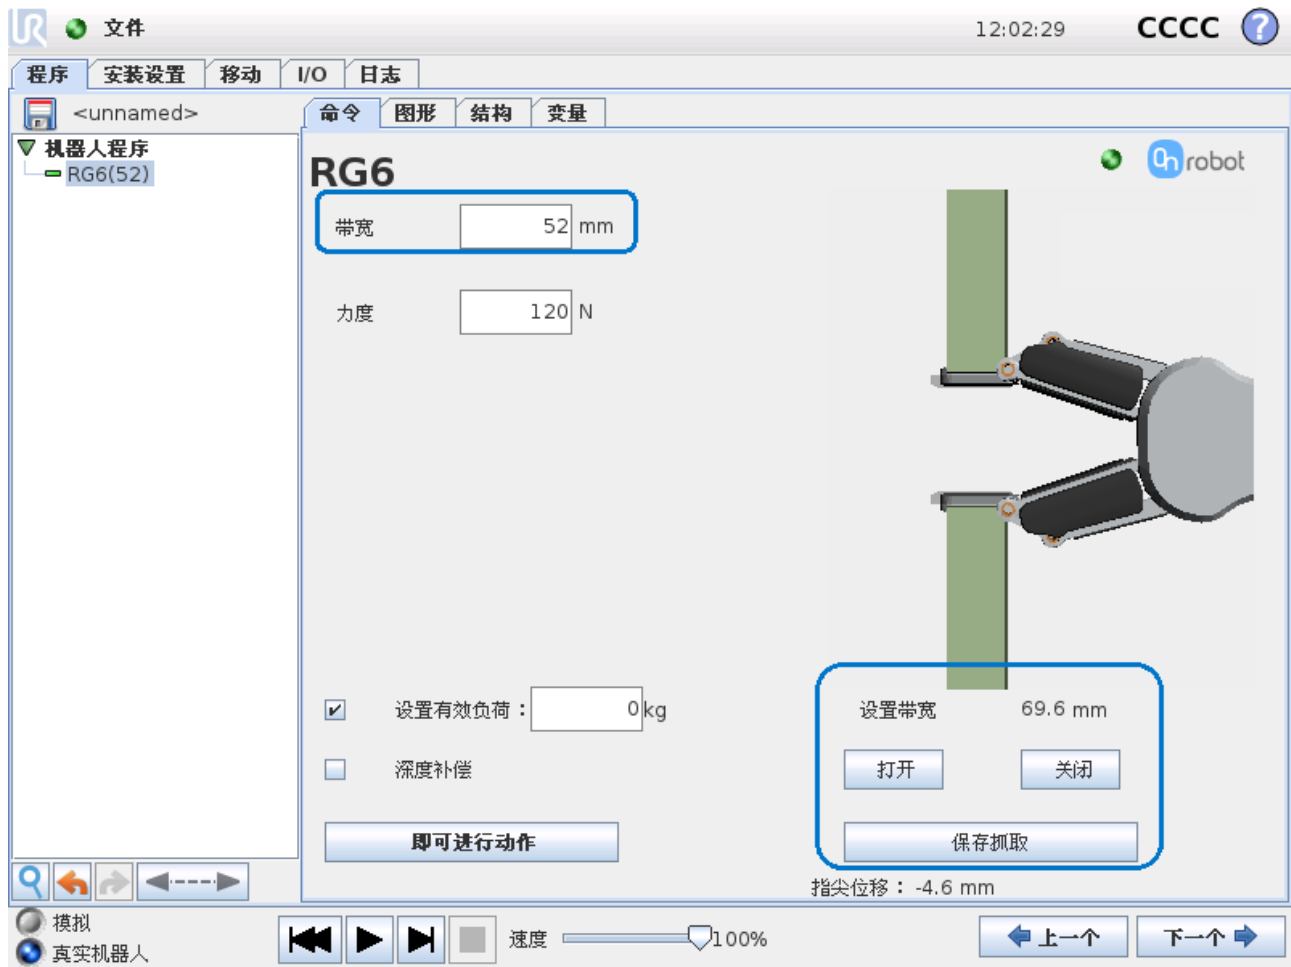 UR 文件 12:02:29 CCCC ?
程序 安装设置 移动 I/O 日志
<unnamed> 命令 图形 结构 变量
机器人程序
RG6(52)
RG6
On robot
带宽 52 mm
力度 120 N
设置有效负荷： 0 kg
设置带宽 69.6 mm
深度补偿
打开 关闭
即可进行动作
保存抓取
指尖位移： -4.6 mm
模拟
真实机器人
速度 100%
上一个 下一个